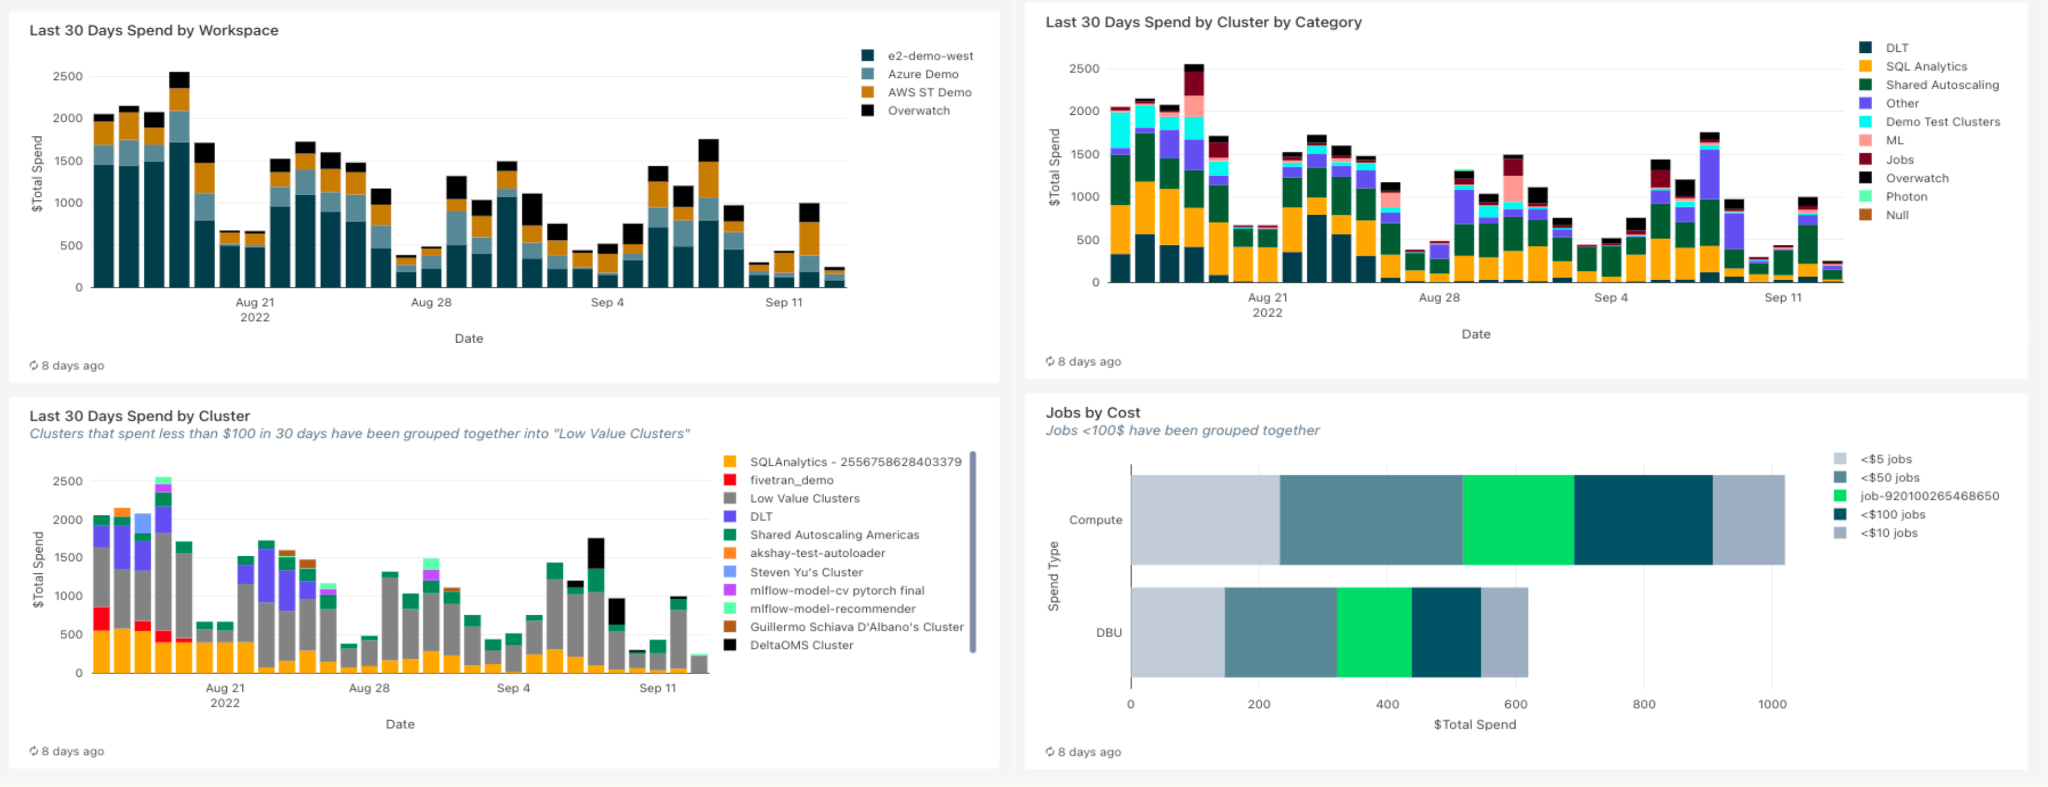 Last 30 Days Spend by Workspace
$Total Spend
2500
2000
1500
1000
500
0
Aug 21
2022
Aug 28
Sep 4
Sep 11
Date
e2-demo-west
Azure Demo
AWS ST Demo
Overwatch
8 days ago
Last 30 Days Spend by Cluster by Category
$Total Spend
2500
2000
1500
1000
500
0
Aug 21
2022
Aug 28
Sep 4
Sep 11
Date
DLT
SQL Analytics
Shared Autoscaling
Other
Demo Test Clusters
ML
Jobs
Overwatch
Photon
Null
8 days ago
Last 30 Days Spend by Cluster
Clusters that spent less than $100 in 30 days have been grouped together into "Low Value Clusters"
$Total Spend
2500
2000
1500
1000
500
0
Aug 21
2022
Aug 28
Sep 4
Sep 11
Date
SQLAnalytics - 2556758628403379
fivetran_demo
Low Value Clusters
DLT
Shared Autoscaling Americas
akshay-test-autoloader
Steven Yu's Cluster
mlflow-model-cv pytorch final
mlflow-model-recommender
Guillermo Schiava D'Albano's Cluster
DeltaOMS Cluster
8 days ago
Jobs by Cost
Jobs <100$ have been grouped together
Spend Type
Compute
DBU
0
200
400
600
800
1000
$Total Spend
<$5 jobs
<$50 jobs
job-920100265468650
<$100 jobs
<$10 jobs
8 days ago